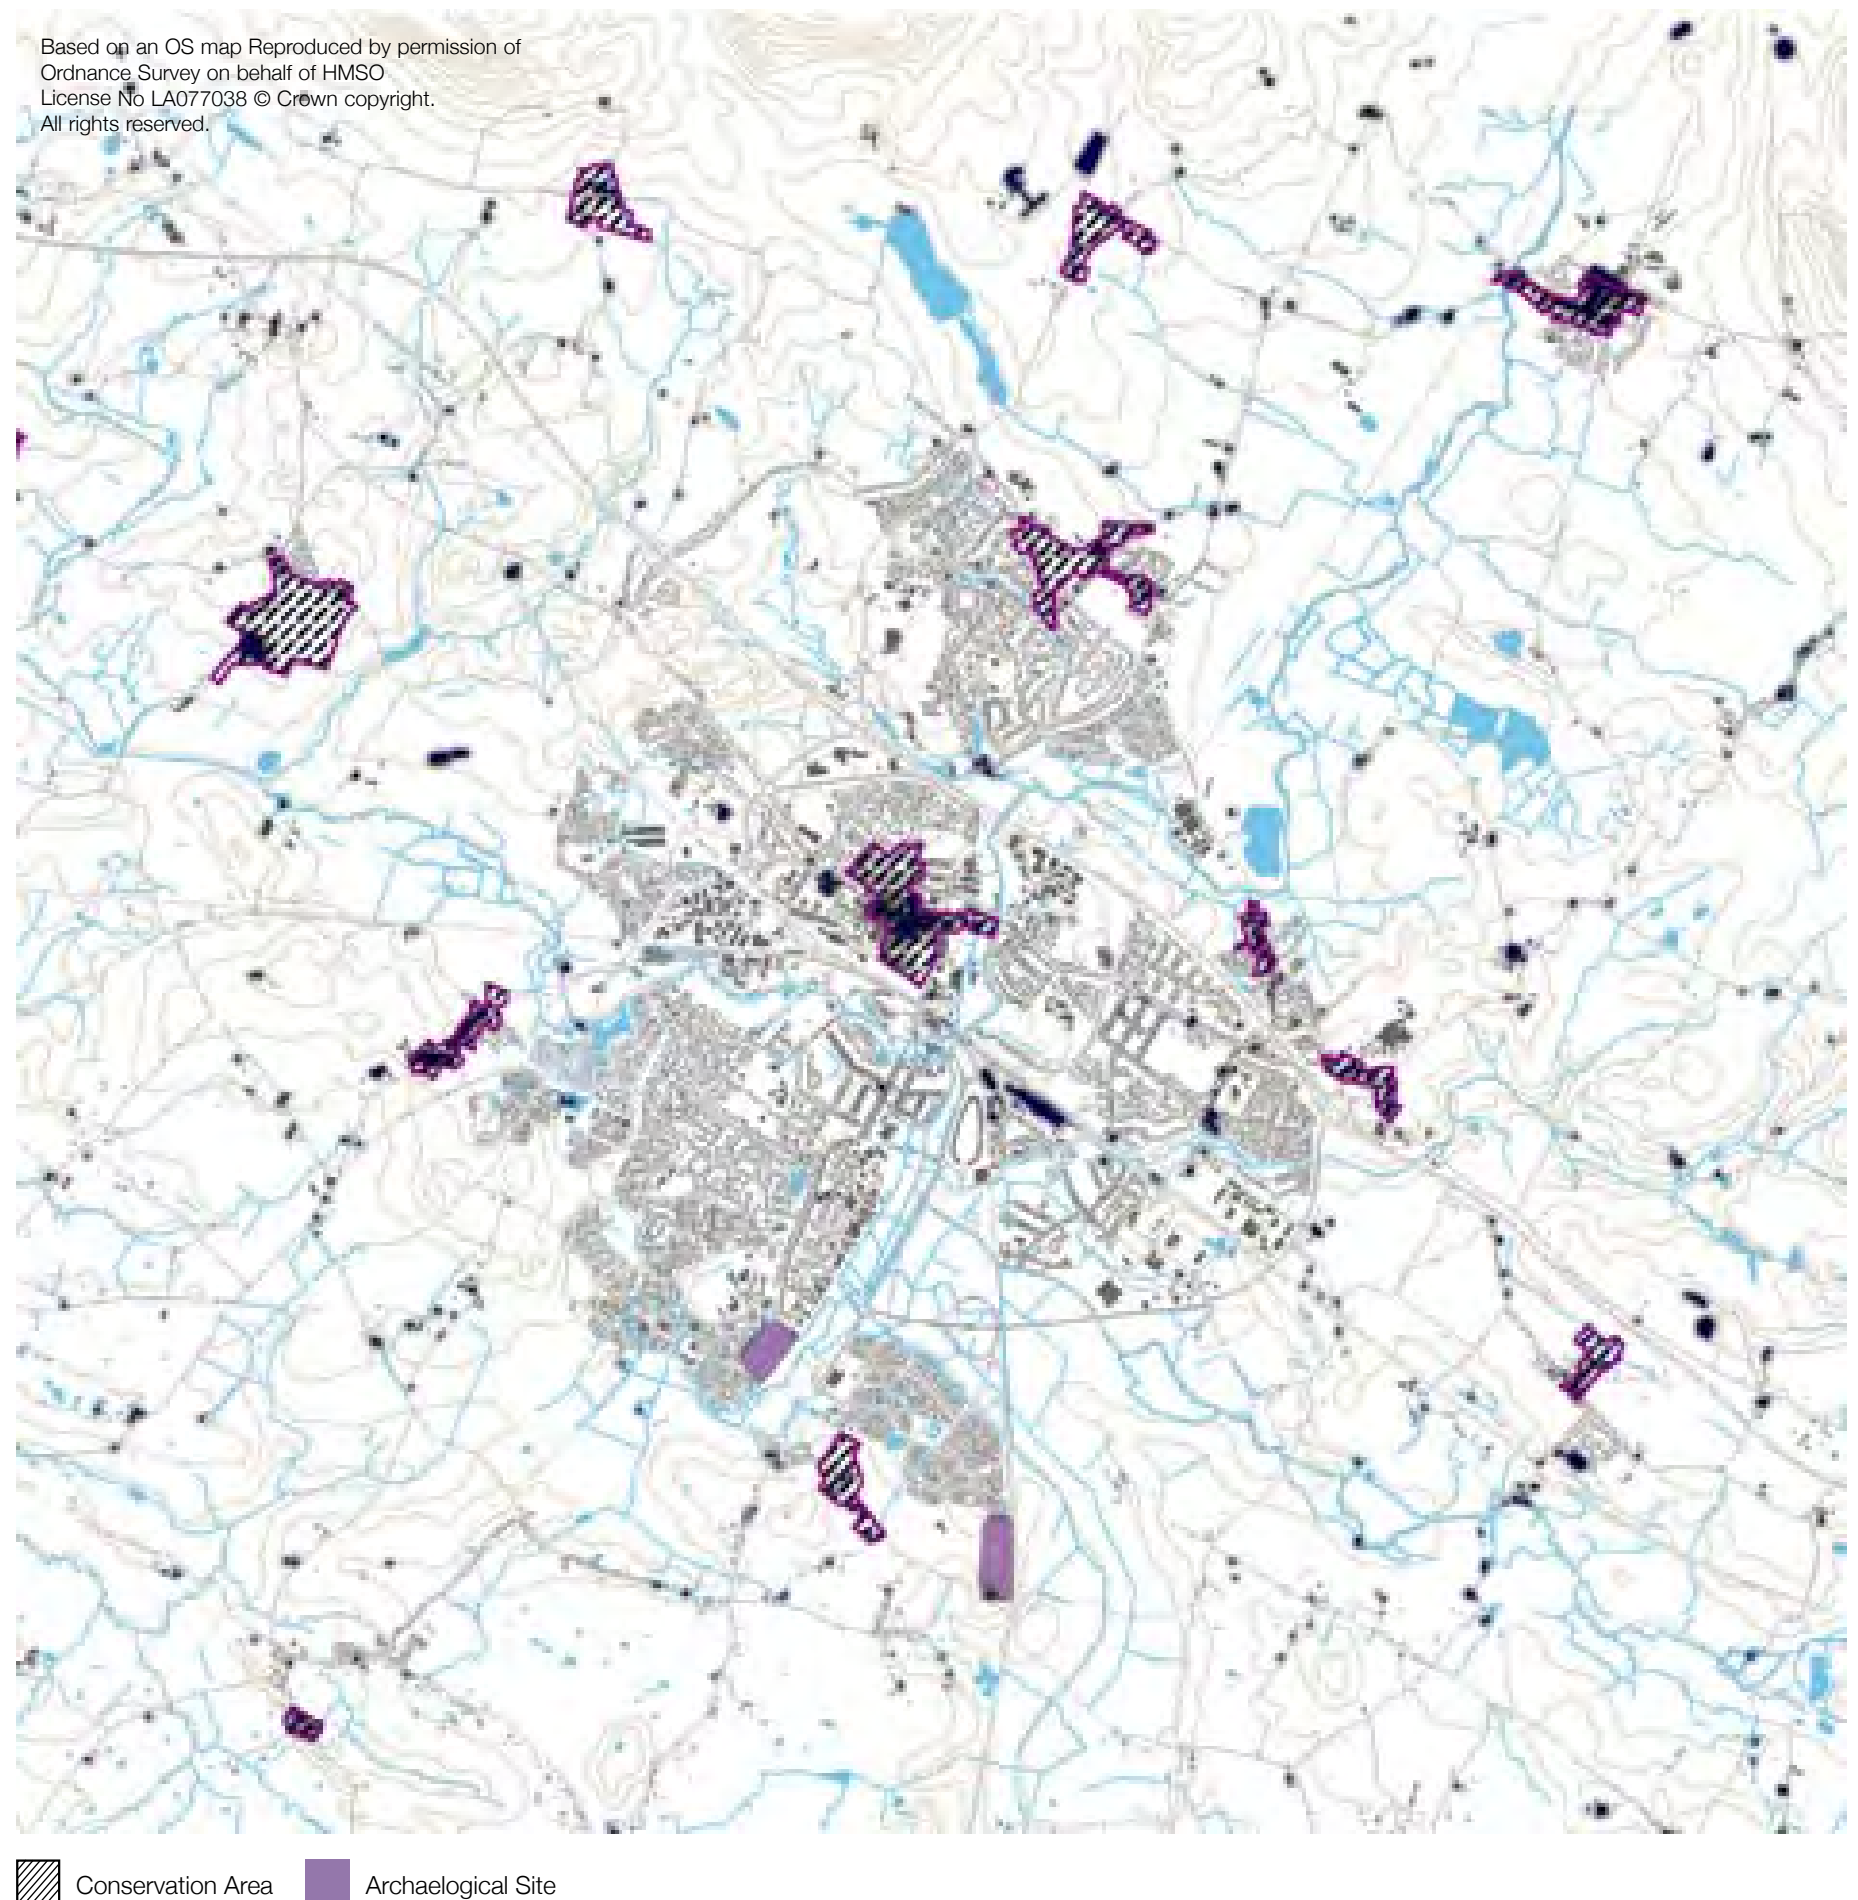 Based on an OS map Reproduced by permission of
Ordnance Survey on behalf of HMSO
License No LA077038 © Crown copyright.
All rights reserved.
Conservation Area
Archaelogical Site